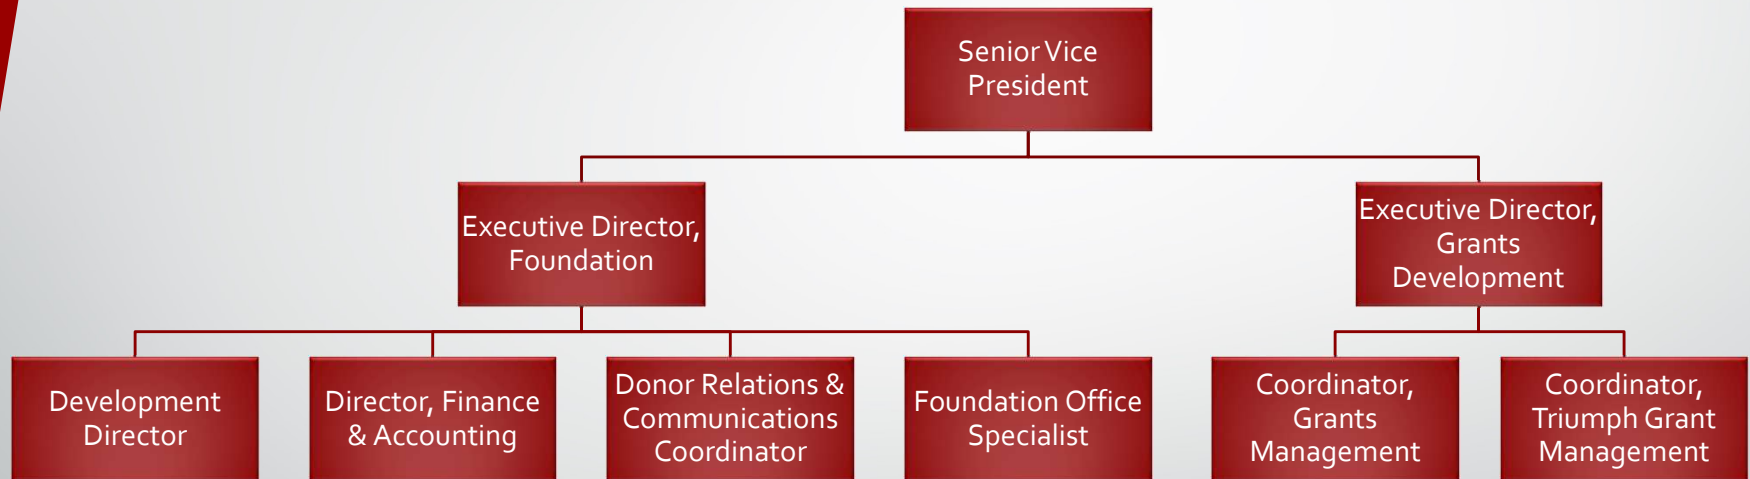 Senior Vice
President
Executive Director,
Foundation
Executive Director,
Grants
Development
Development
Director
Director, Finance
& Accounting
Donor Relations &
Communications
Coordinator
Foundation Office
Specialist
Coordinator,
Grants
Management
Coordinator,
Triumph Grant
Management